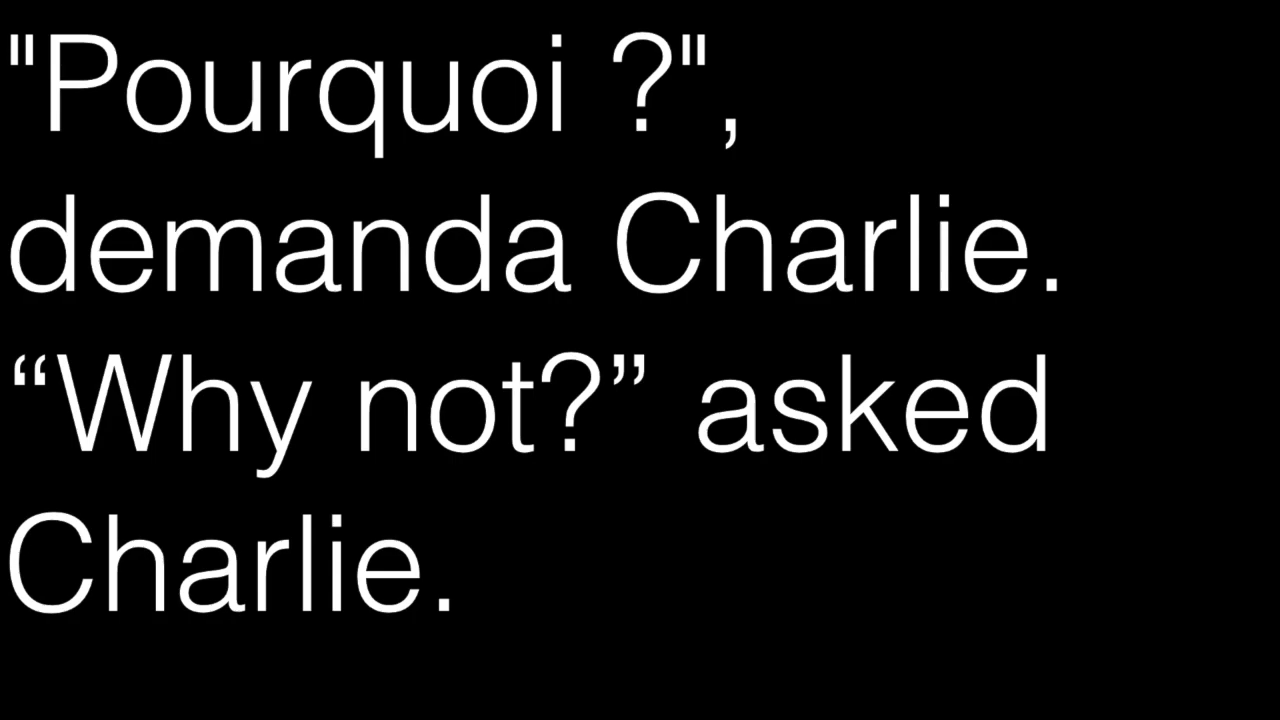 "Pourquoi ?",
demanda Charlie.
“Why not?” asked
Charlie.